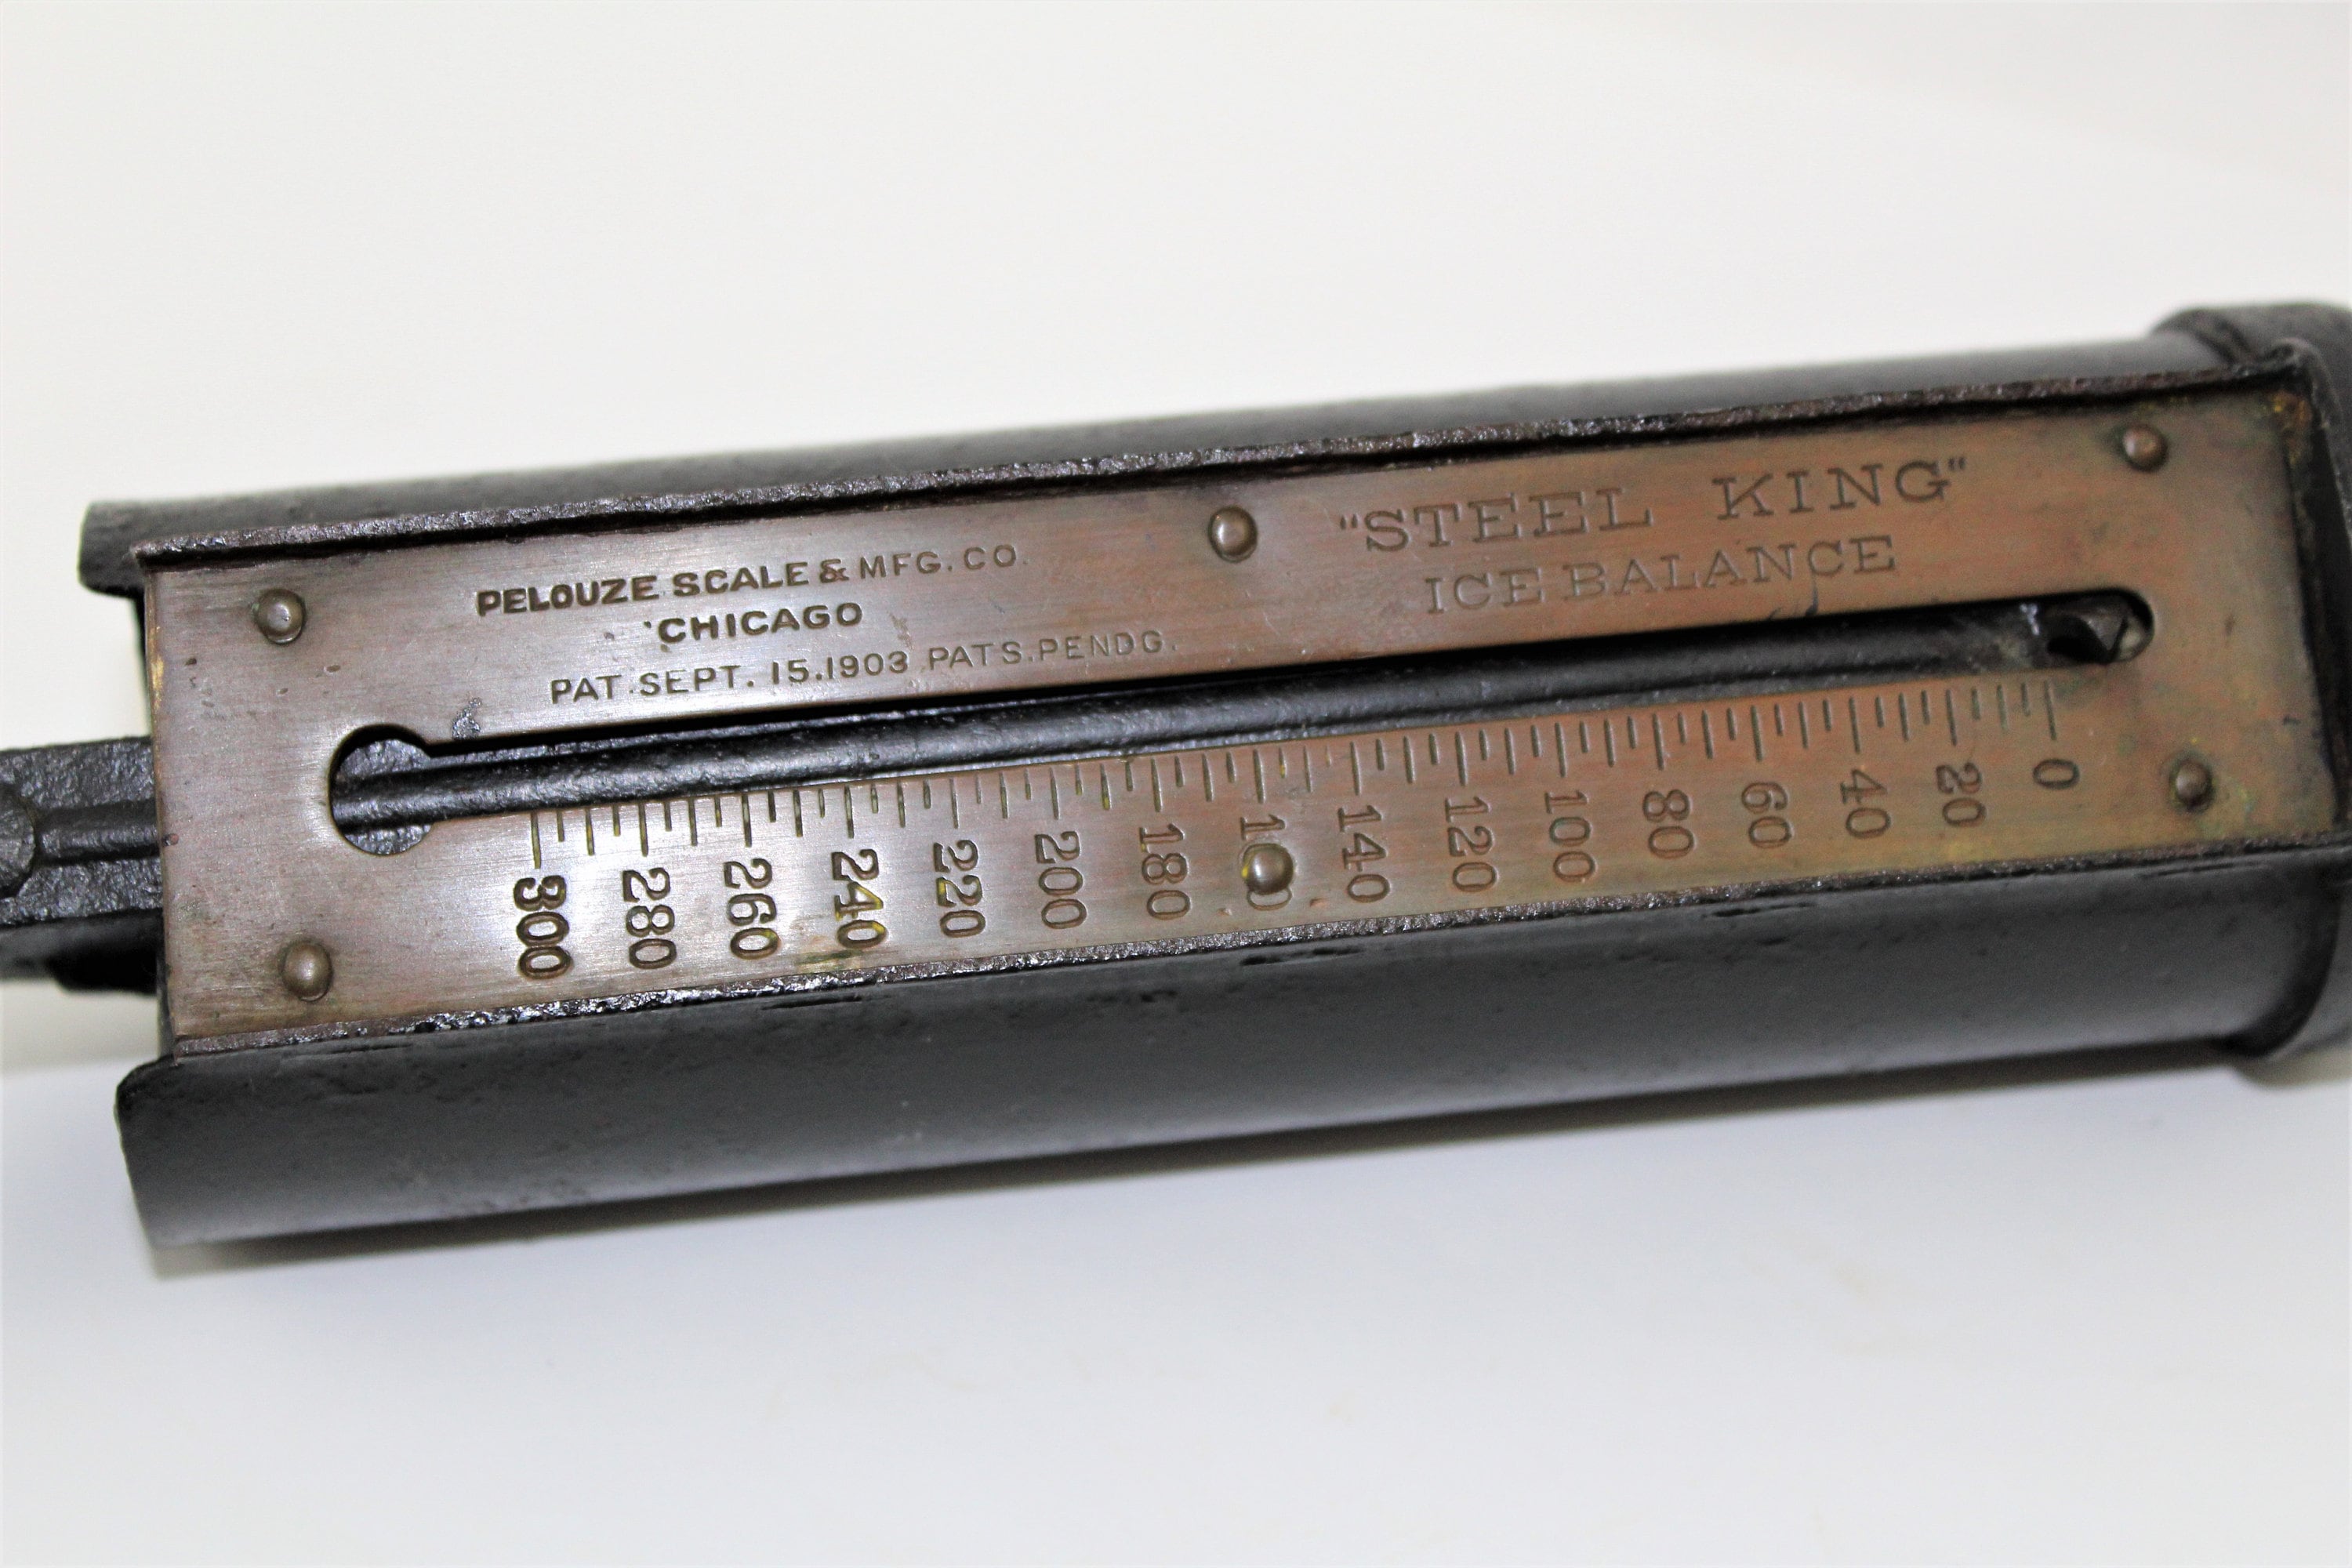 PELOUZE SCALE & MFG. CO.
CHICAGO
PAT. SEPT. 15. 1903 PATS. PENDG.
"STEEL KING"
ICE BALANCE
300 280 260 240 220 200 180 160 140 120 100 80 60 40 20 0